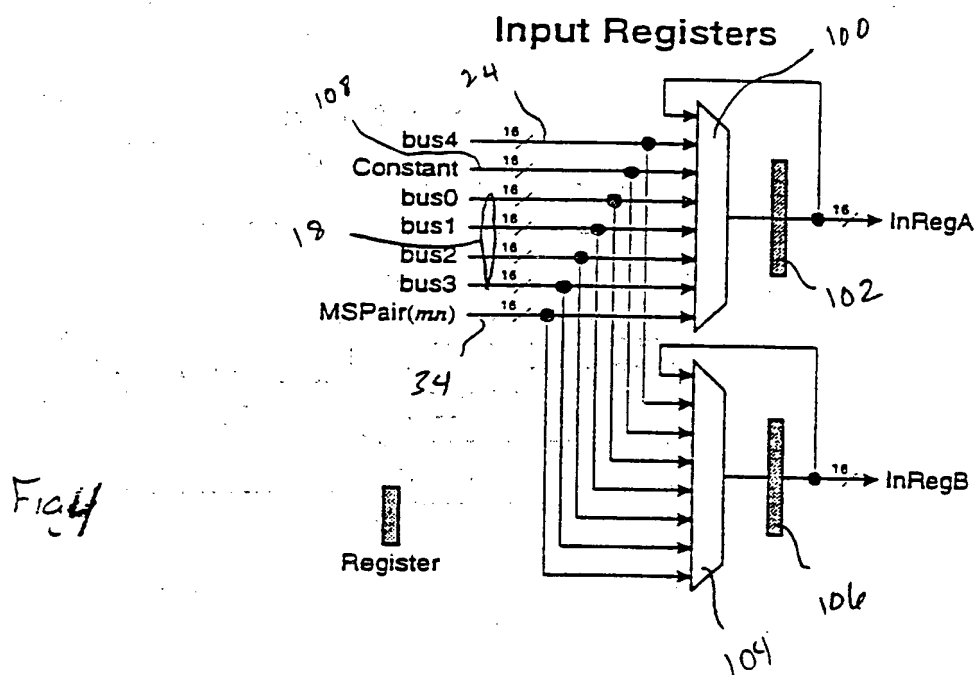 Input Registers
100
24
108
bus4 16
Constant 16
bus0 16
bus1 16
18
bus2 16
bus3 16
MSPair(mn) 16
34
16 InRegA
102
16 InRegB
106
104
Fig 4
Register